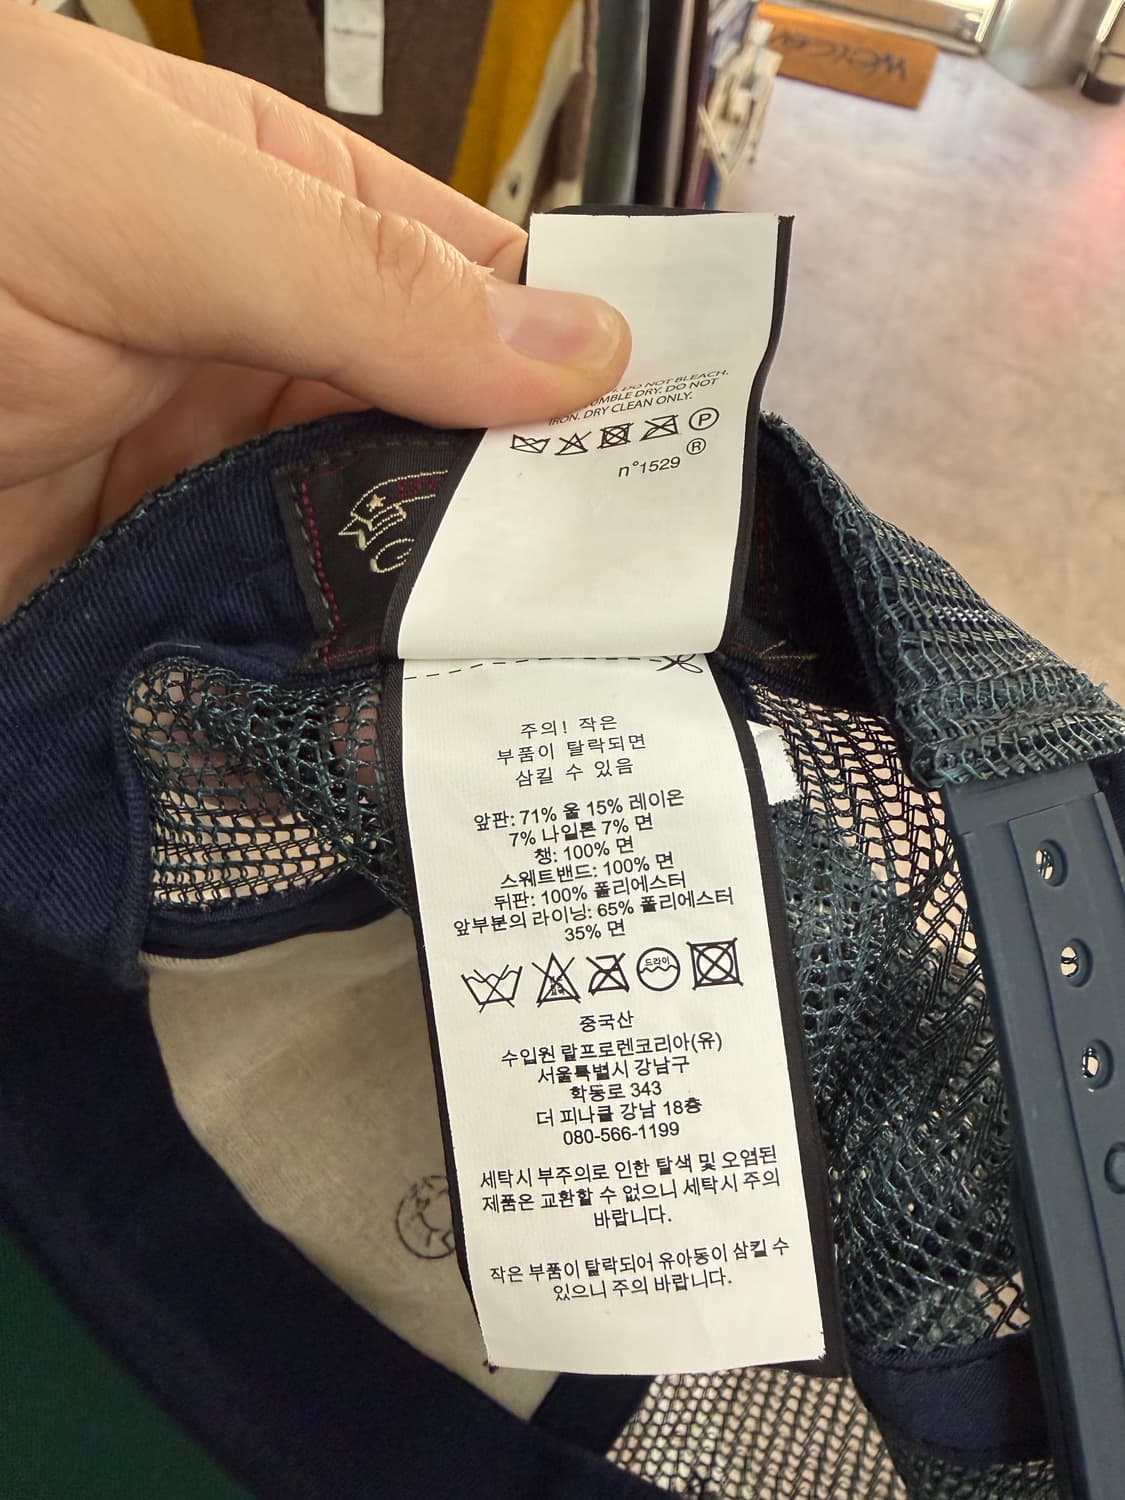 DO NOT BLEACH.
TUMBLE DRY. DO NOT
IRON. DRY CLEAN ONLY.
P
R
n°1529
주의! 작은
부품이 탈락되면
삼킬 수 있음
앞판: 71% 울 15% 레이온
7% 나일론 7% 면
챙: 100% 면
스웨트밴드: 100% 면
뒤판: 100% 폴리에스터
앞부분의 라이닝: 65% 폴리에스터
35% 면
드라이
중국산
수입원 랄프로렌코리아(유)
서울특별시 강남구
학동로 343
더 피나클 강남 18층
080-566-1199
세탁시 부주의로 인한 탈색 및 오염된
제품은 교환할 수 없으니 세탁시 주의
바랍니다.
작은 부품이 탈락되어 유아동이 삼킬 수
있으니 주의 바랍니다.